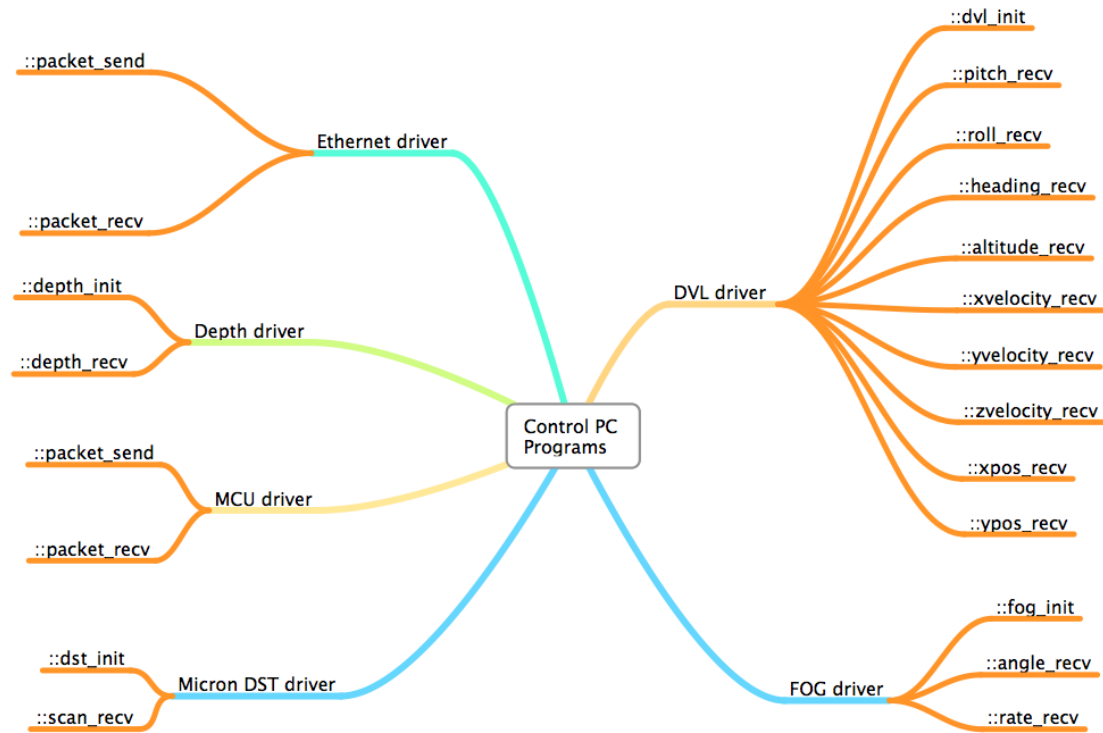 ::packet_send
Ethernet driver
::packet_recv
::depth_init
Depth driver
::depth_recv
::packet_send
MCU driver
::packet_recv
::dst_init
Micron DST driver
::scan_recv
Control PC
Programs
::dvl_init
::pitch_recv
::roll_recv
::heading_recv
::altitude_recv
DVL driver
::xvelocity_recv
::yvelocity_recv
::zvelocity_recv
::xpos_recv
::ypos_recv
::fog_init
::angle_recv
FOG driver
::rate_recv